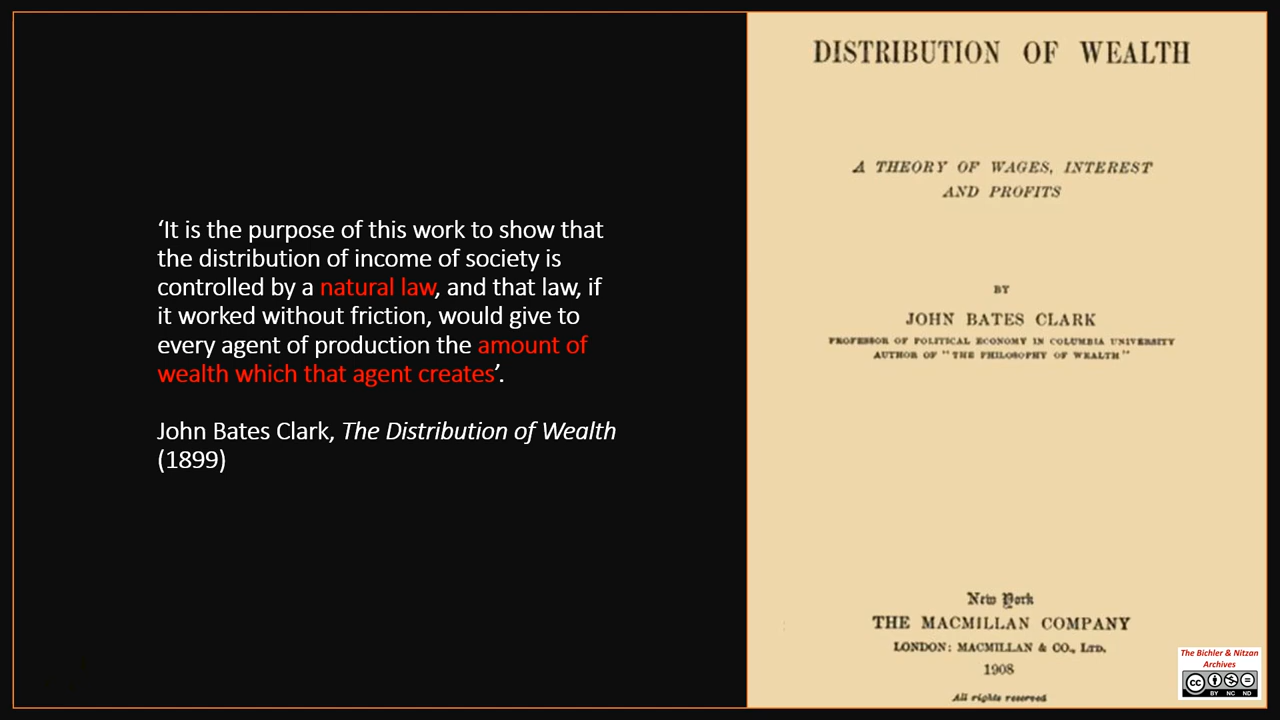 ‘It is the purpose of this work to show that
the distribution of income of society is
controlled by a natural law, and that law, if
it worked without friction, would give to
every agent of production the amount of
wealth which that agent creates’.
John Bates Clark, The Distribution of Wealth
(1899)
DISTRIBUTION OF WEALTH
A THEORY OF WAGES, INTEREST
AND PROFITS
BY
JOHN BATES CLARK
PROFESSOR OF POLITICAL ECONOMY IN COLUMBIA UNIVERSITY
AUTHOR OF "THE PHILOSOPHY OF WEALTH"
New York
THE MACMILLAN COMPANY
LONDON: MACMILLAN & CO., LTD.
1908
All rights reserved
The Bichler & Nitzan
Archives
cc
BY NC ND